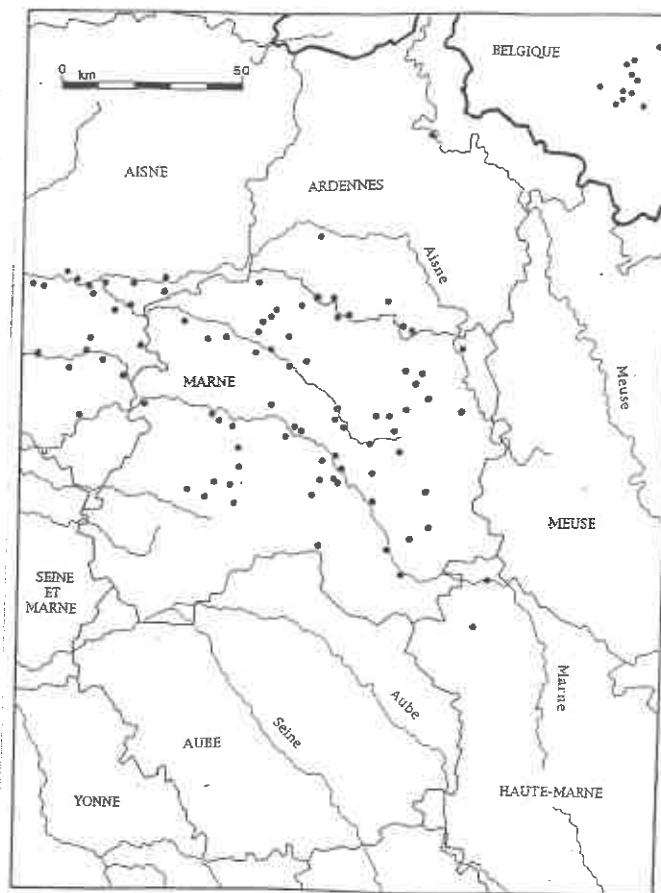 BELGIQUE
0 km 50
AISNE
ARDENNES
Aisne
Meuse
MARNE
MEUSE
SEINE
ET
MARNE
Marne
Aube
Seine
AUBE
YONNE
HAUTE-MARNE